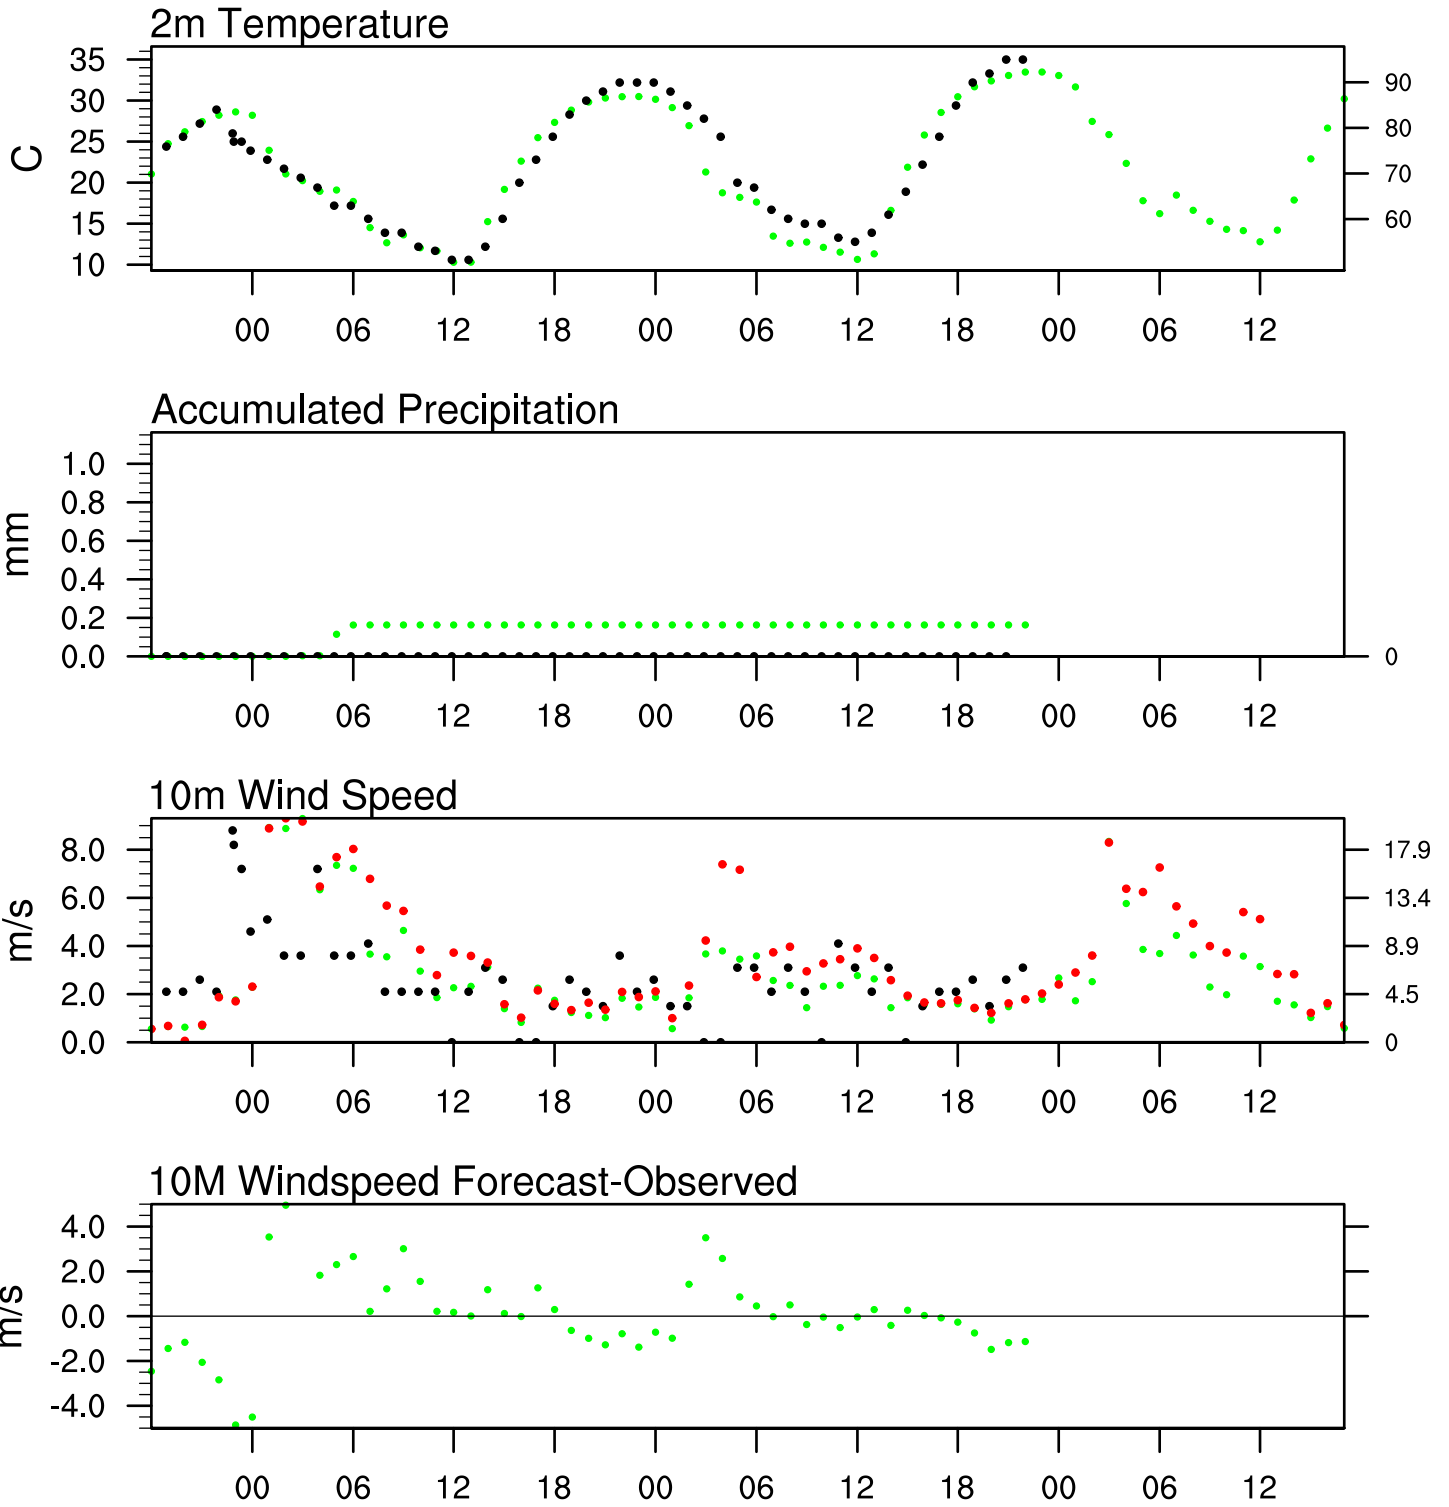 2m Temperature
35
30
25
20
15
10
C
90
80
70
60
00 06 12 18 00 06 12 18 00 06 12
Accumulated Precipitation
1.0
0.8
0.6
0.4
0.2
0.0
mm
0
00 06 12 18 00 06 12 18 00 06 12
10m Wind Speed
8.0
6.0
4.0
2.0
0.0
m/s
17.9
13.4
8.9
4.5
0
00 06 12 18 00 06 12 18 00 06 12
10M Windspeed Forecast-Observed
4.0
2.0
0.0
-2.0
-4.0
m/s
00 06 12 18 00 06 12 18 00 06 12